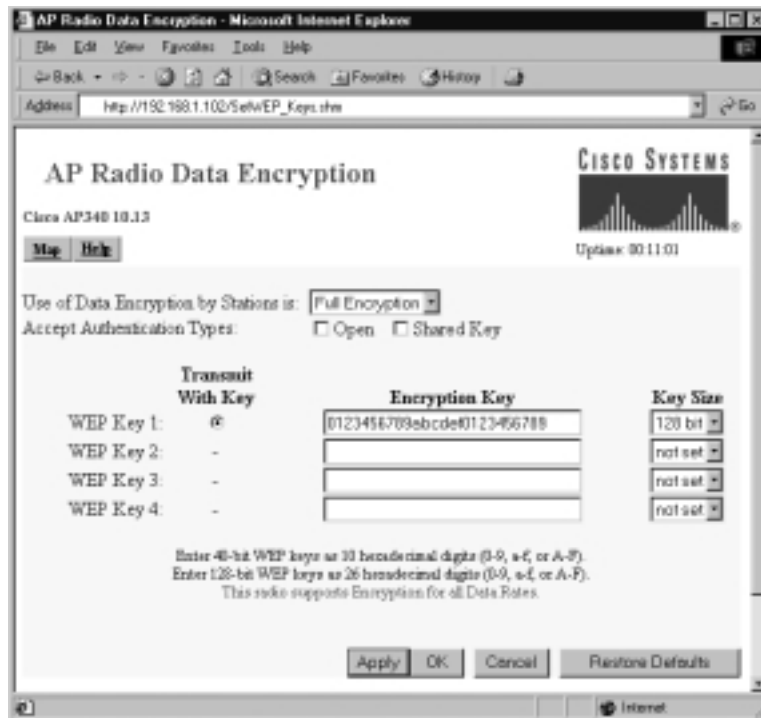 AP Radio Data Encryption - Microsoft Internet Explorer
File Edit View Favorites Tools Help
Back Search Favorites History
Address http://192.168.1.102/SetWEP_Keys.shm Go
AP Radio Data Encryption
CISCO SYSTEMS
Cisco AP340 10.13
Map Help
Uptime: 00:11:01
Use of Data Encryption by Stations is: Full Encryption
Accept Authentication Types: Open Shared Key
Transmit
With Key Encryption Key Key Size
WEP Key 1: 0123456789abcdef0123456789 128 bit
WEP Key 2: - not set
WEP Key 3: - not set
WEP Key 4: - not set
Enter 40-bit WEP keys as 10 hexadecimal digits (0-9, a-f, or A-F).
Enter 128-bit WEP keys as 26 hexadecimal digits (0-9, a-f, or A-F).
This radio supports Encryption for all Data Rates.
Apply OK Cancel Restore Defaults
Internet